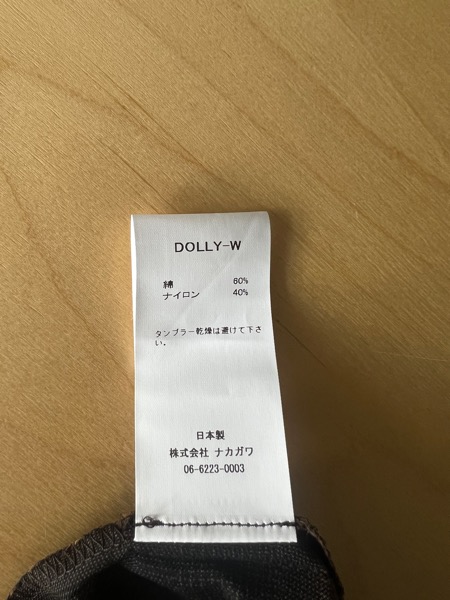 DOLLY-W
綿 60%
ナイロン 40%
タンブラー乾燥は避けて下さ
い。
日本製
株式会社 ナカガワ
06-6223-0003